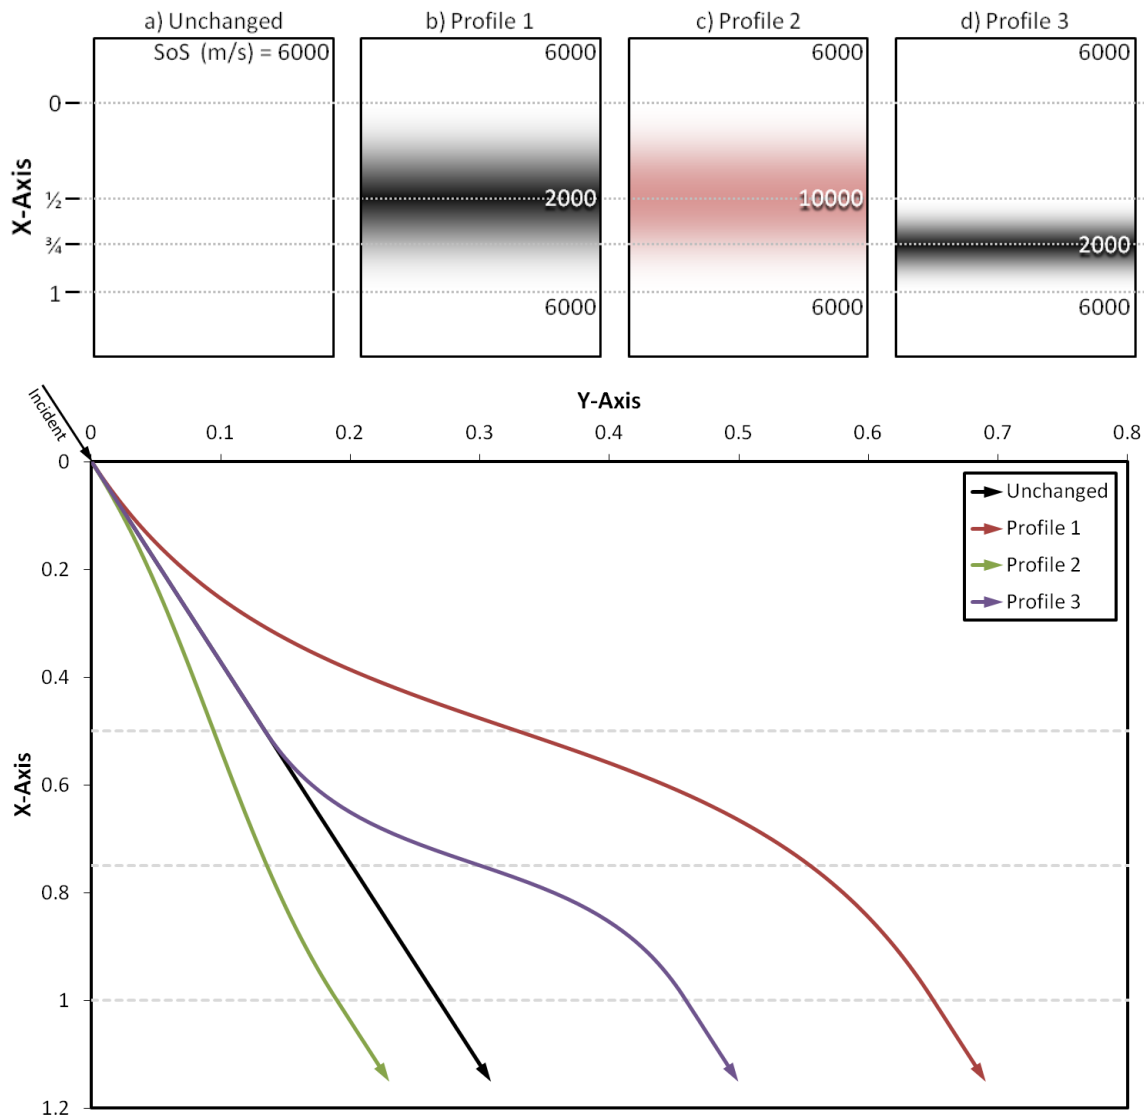 a) Unchanged b) Profile 1 c) Profile 2 d) Profile 3
SoS (m/s) = 6000 6000 6000 6000
0
X-Axis
½ 2000 10000
¾ 2000
1
6000 6000 6000
Incident
Y-Axis
0 0.1 0.2 0.3 0.4 0.5 0.6 0.7 0.8
0
Unchanged
Profile 1
0.2 Profile 2
Profile 3
0.4
X-Axis
0.6
0.8
1
1.2